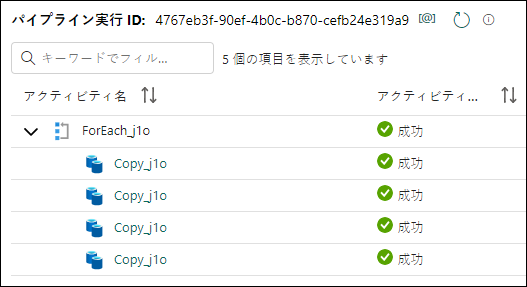 パイプライン実行 ID: 4767eb3f-90ef-4b0c-b870-cefb24e319a9 [@]
キーワードでフィル... 5 個の項目を表示しています
アクティビティ名 アクティビティ...
ForEach_j1o 成功
Copy_j1o 成功
Copy_j1o 成功
Copy_j1o 成功
Copy_j1o 成功